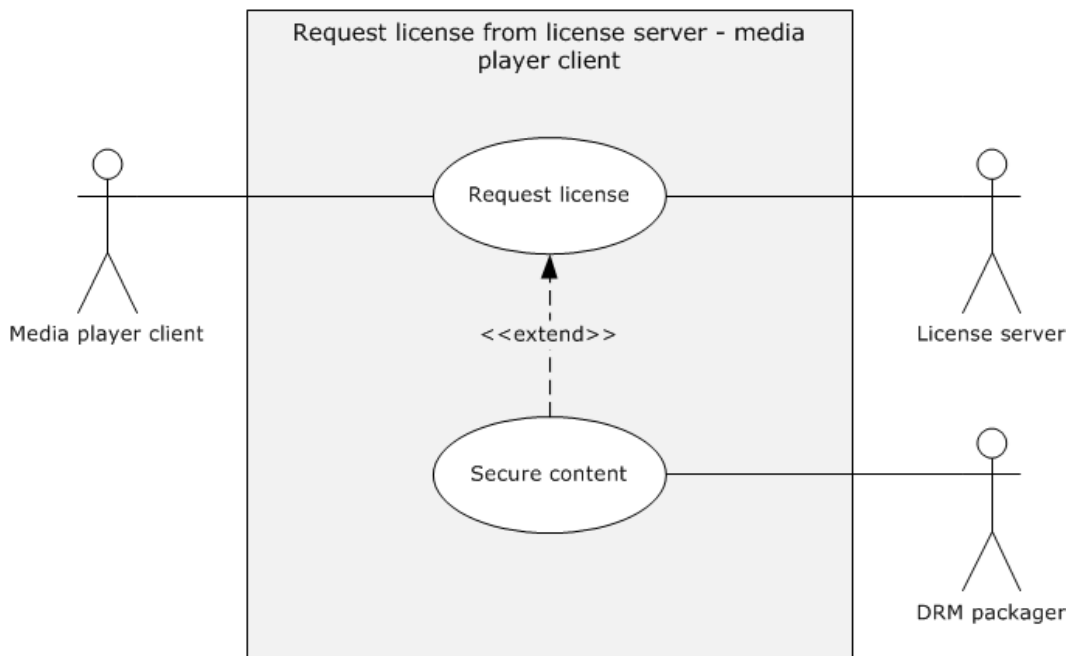 Request license from license server - media
player client
Request license
Media player client
<<extend>>
License server
Secure content
DRM packager